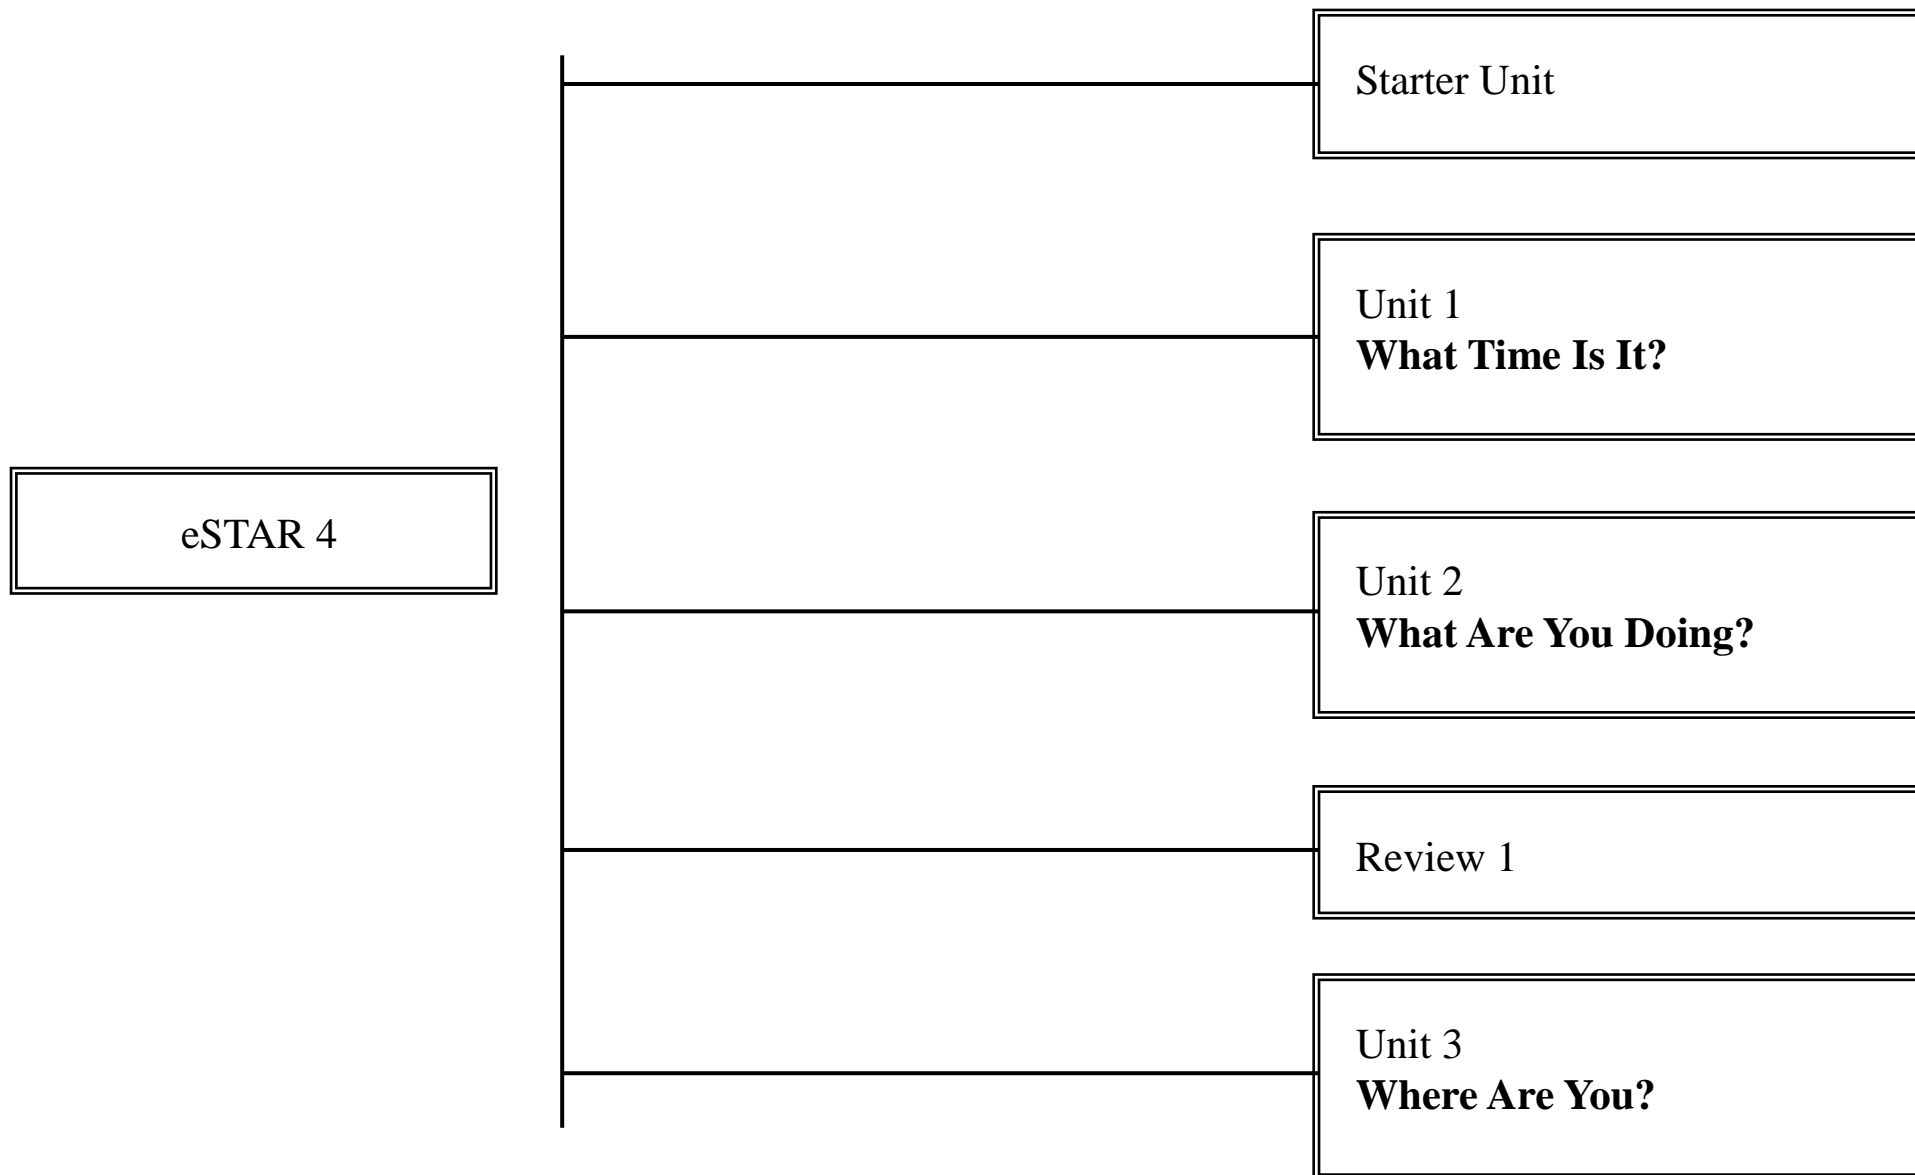 Starter Unit
Unit 1
What Time Is It?
eSTAR 4
Unit 2
What Are You Doing?
Review 1
Unit 3
Where Are You?